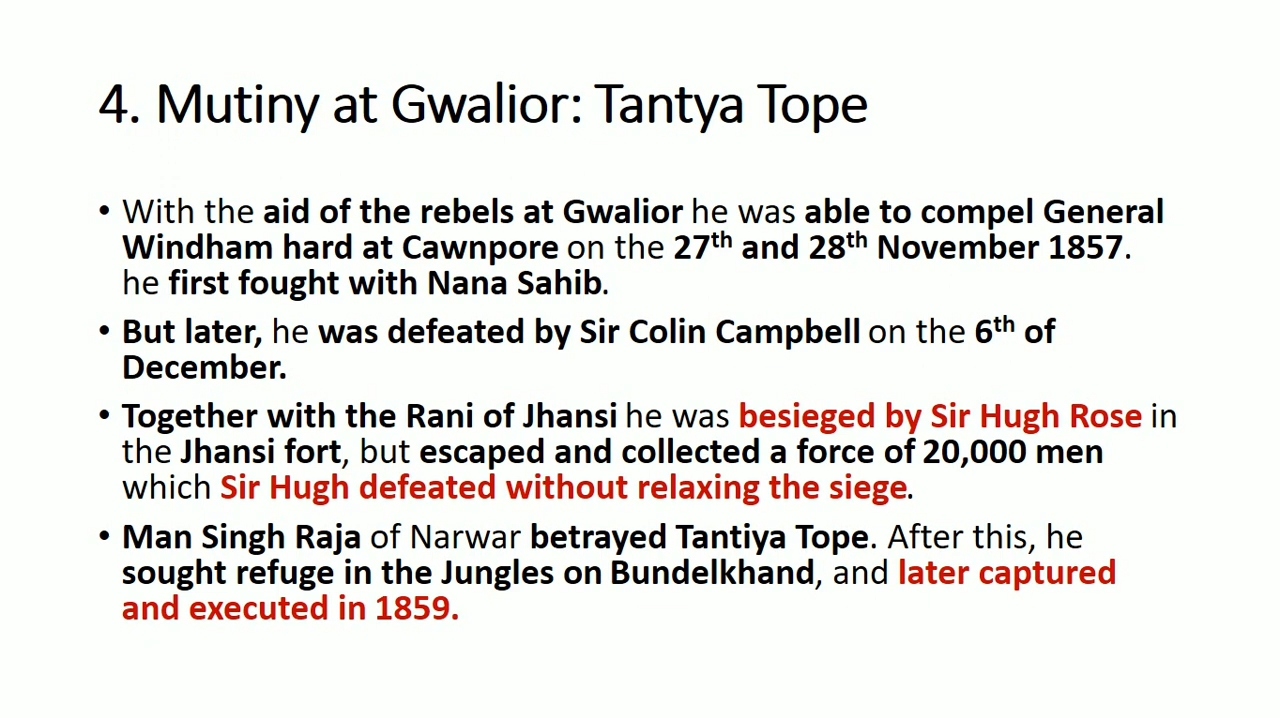 4. Mutiny at Gwalior: Tantya Tope
• With the aid of the rebels at Gwalior he was able to compel General
Windham hard at Cawnpore on the 27th and 28th November 1857.
he first fought with Nana Sahib.
• But later, he was defeated by Sir Colin Campbell on the 6th of
December.
• Together with the Rani of Jhansi he was besieged by Sir Hugh Rose in
the Jhansi fort, but escaped and collected a force of 20,000 men
which Sir Hugh defeated without relaxing the siege.
• Man Singh Raja of Narwar betrayed Tantiya Tope. After this, he
sought refuge in the Jungles on Bundelkhand, and later captured
and executed in 1859.